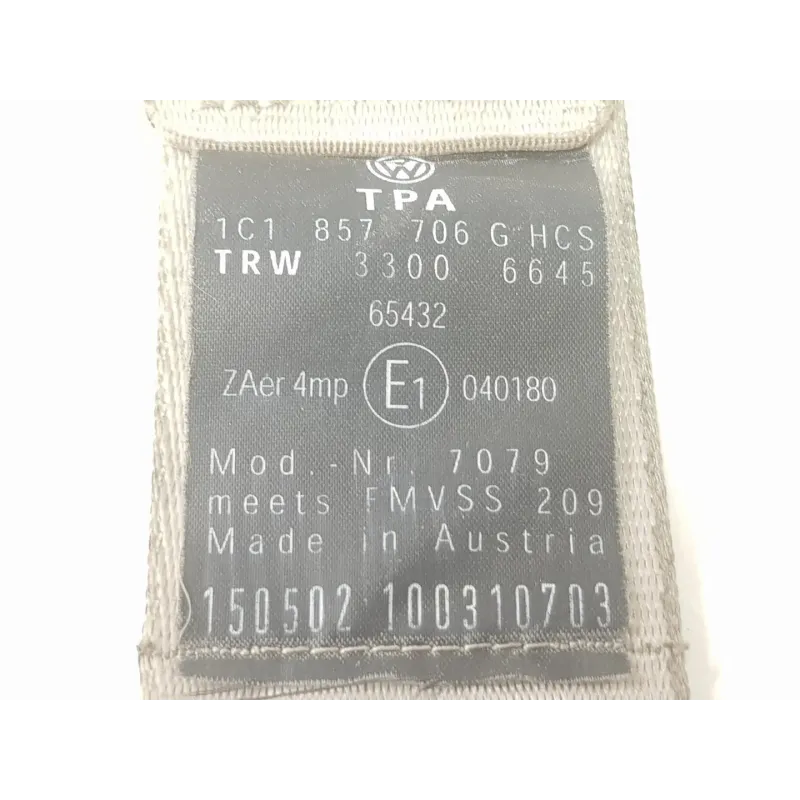 TPA
1C1 857 706 G HCS
TRW 3300 6645
65432
ZAer 4mp E1 040180
Mod.-Nr. 7079
meets FMVSS 209
Made in Austria
150502 100310703